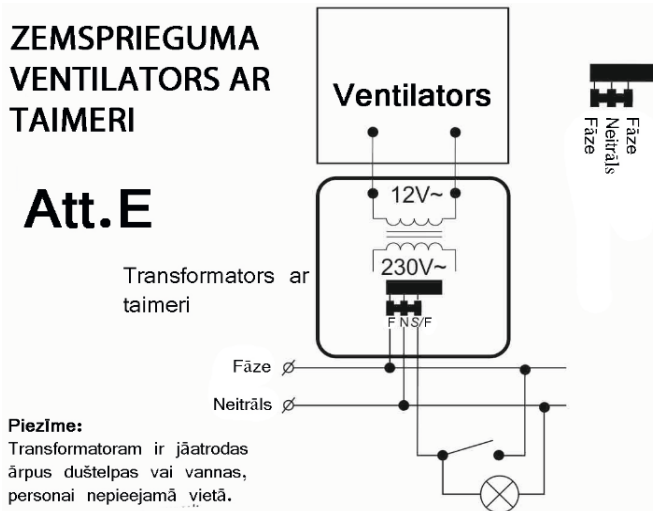 ZEMSPRIEGUMA
VENTILATORS AR
TAIMERI
Att.E
Ventilators
12V~
230V~
Transformators ar
taimeri
F N S/F
Fāze
Neitrāls
Piezīme:
Transformatoram ir jāatrodas
ārpus duštelpas vai vannas,
personai nepieejamā vietā.
Fāze
Neitrāls
Fāze